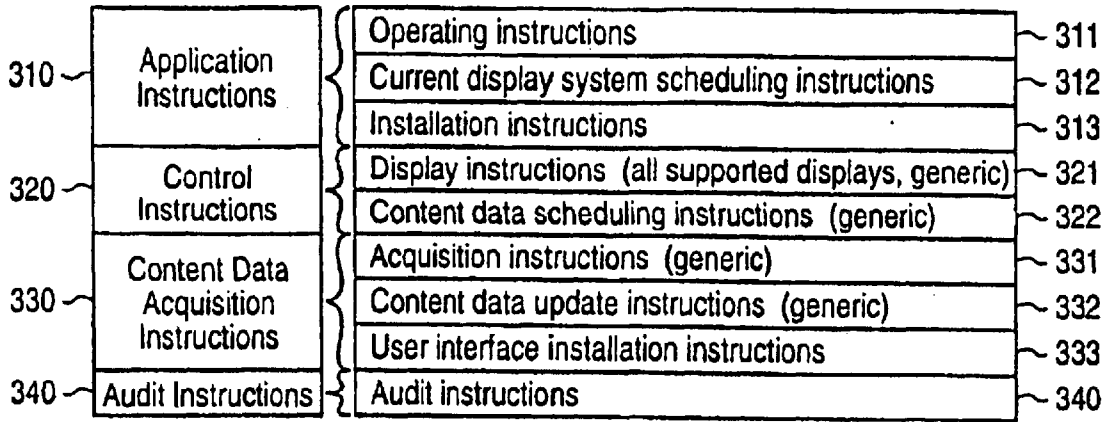 310
Application
Instructions
Operating instructions
311
Current display system scheduling instructions
312
Installation instructions
313
320
Control
Instructions
Display instructions (all supported displays, generic)
321
Content data scheduling instructions (generic)
322
330
Content Data
Acquisition
Instructions
Acquisition instructions (generic)
331
Content data update instructions (generic)
332
User interface installation instructions
333
340
Audit Instructions
Audit instructions
340